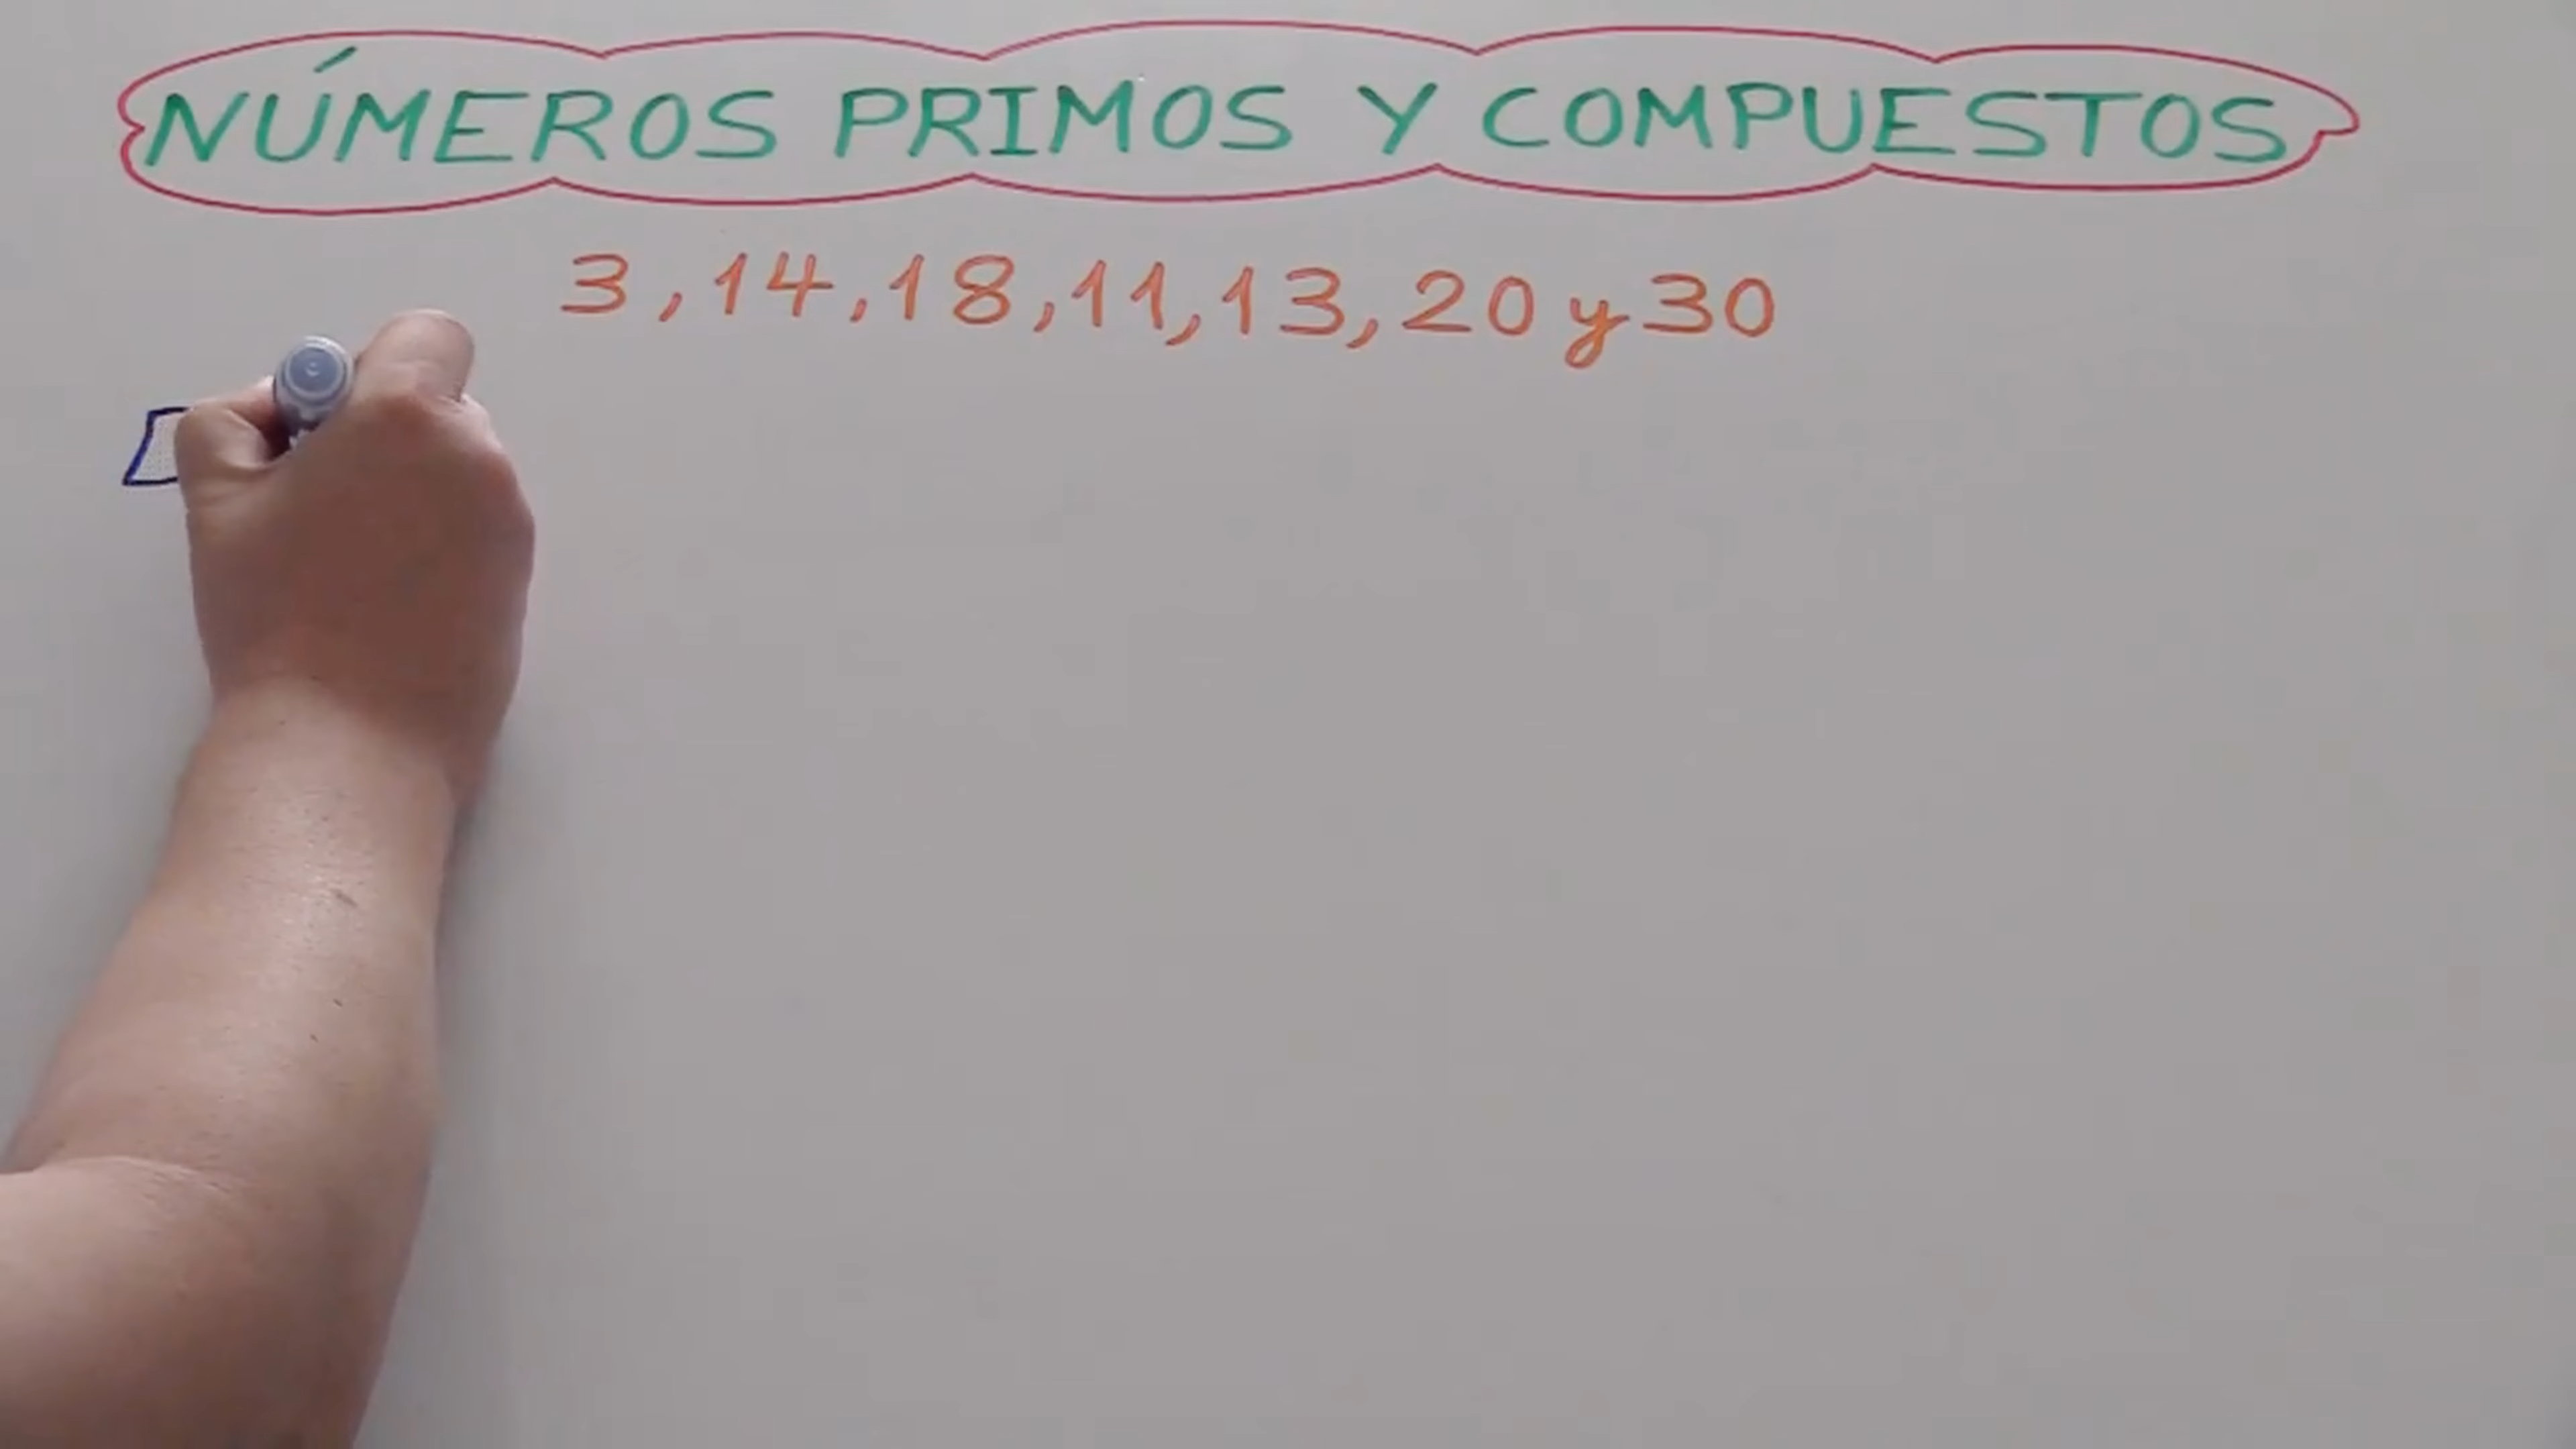 NÚMEROS PRIMOS Y COMPUESTOS
3, 14, 18, 11, 13, 20 y 30